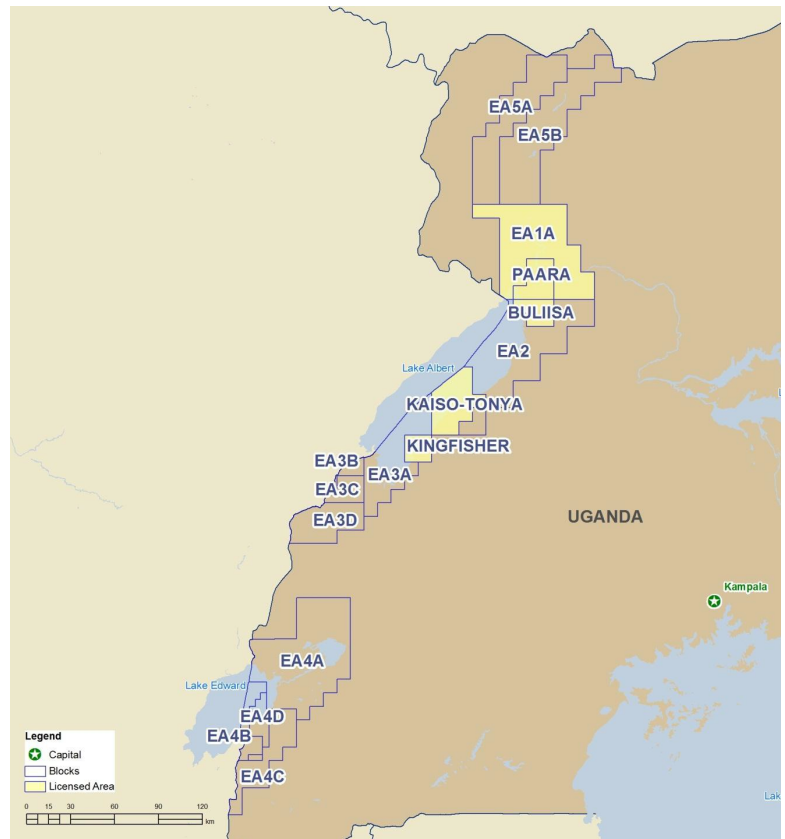 EA5A
EA5B
EA1A
PAARA
BULIISA
EA2
Lake Albert
KAISO-TONYA
KINGFISHER
EA3B
EA3A
EA3C
EA3D
UGANDA
Kampala
EA4A
Lake Edward
EA4D
EA4B
EA4C
Legend
Capital
Blocks
Licensed Area
0 15 30 60 90 120
km